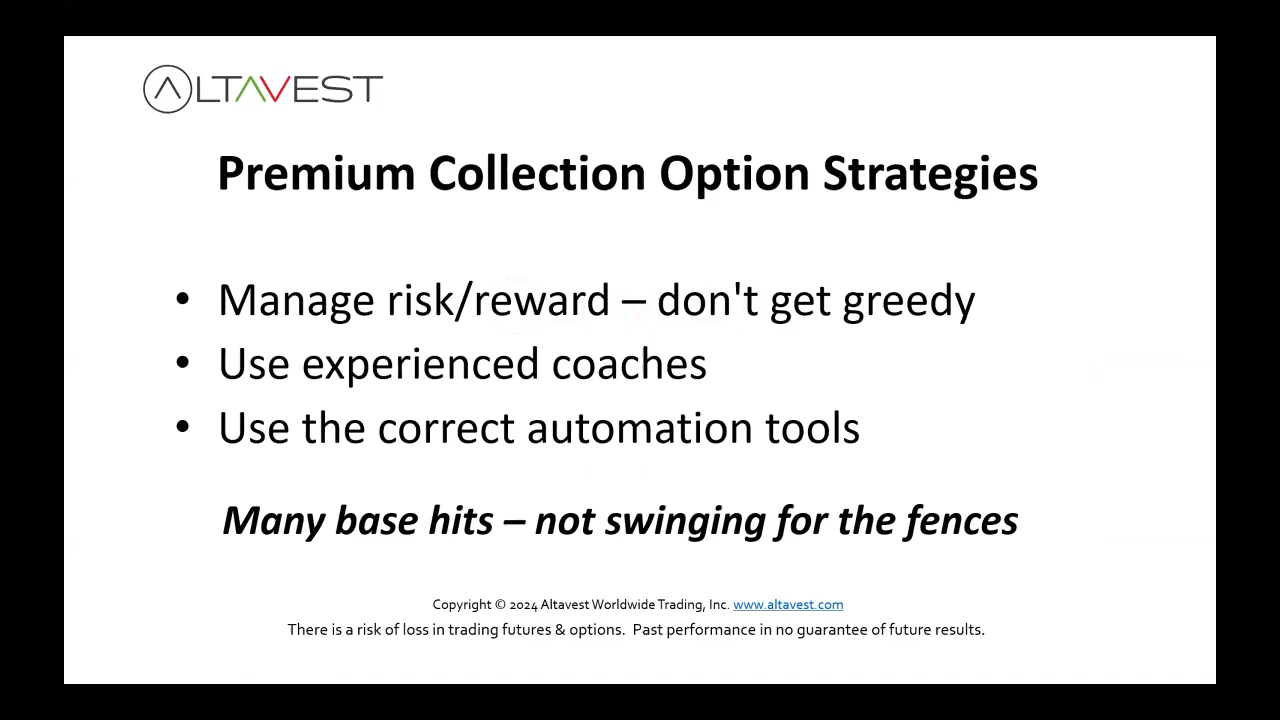 ALTAVEST
Premium Collection Option Strategies
• Manage risk/reward – don't get greedy
• Use experienced coaches
• Use the correct automation tools
Many base hits – not swinging for the fences
Copyright © 2024 Altavest Worldwide Trading, Inc. www.altavest.com
There is a risk of loss in trading futures & options. Past performance in no guarantee of future results.